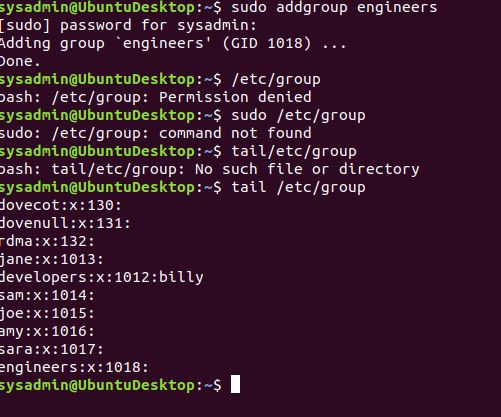 sysadmin@UbuntuDesktop:~$ sudo addgroup engineers
[sudo] password for sysadmin:
Adding group `engineers' (GID 1018) ...
Done.
sysadmin@UbuntuDesktop:~$ /etc/group
bash: /etc/group: Permission denied
sysadmin@UbuntuDesktop:~$ sudo /etc/group
sudo: /etc/group: command not found
sysadmin@UbuntuDesktop:~$ tail/etc/group
bash: tail/etc/group: No such file or directory
sysadmin@UbuntuDesktop:~$ tail /etc/group
dovecot:x:130:
dovenull:x:131:
rdma:x:132:
jane:x:1013:
developers:x:1012:billy
sam:x:1014:
joe:x:1015:
amy:x:1016:
sara:x:1017:
engineers:x:1018:
sysadmin@UbuntuDesktop:~$